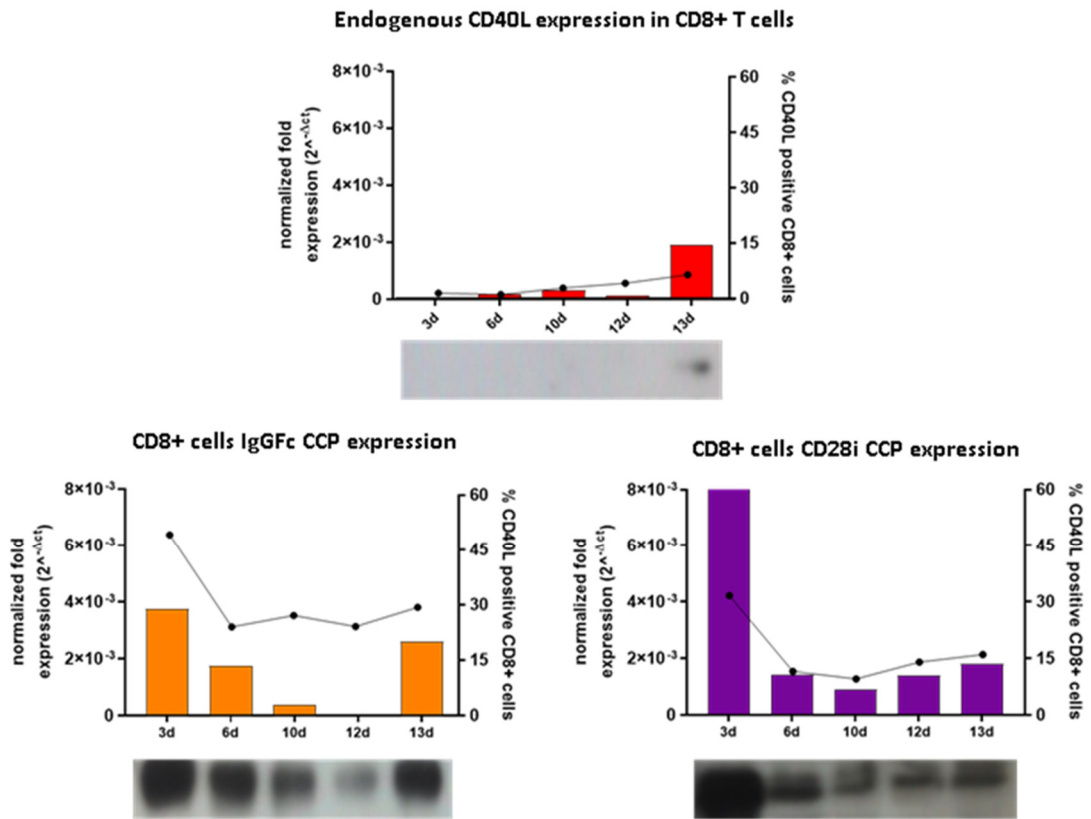 Endogenous CD40L expression in CD8+ T cells
normalized fold
expression (2^-Δct)
8×10-3
6×10-3
4×10-3
2×10-3
0
60
45
30
15
0
% CD40L positive CD8+ cells
3d 6d 10d 12d 13d
CD8+ cells IgGFc CCP expression
normalized fold
expression (2^-Δct)
8×10-3
6×10-3
4×10-3
2×10-3
0
60
45
30
15
0
% CD40L positive CD8+ cells
3d 6d 10d 12d 13d
CD8+ cells CD28i CCP expression
normalized fold
expression (2^-Δct)
8×10-3
6×10-3
4×10-3
2×10-3
0
60
45
30
15
0
% CD40L positive CD8+ cells
3d 6d 10d 12d 13d